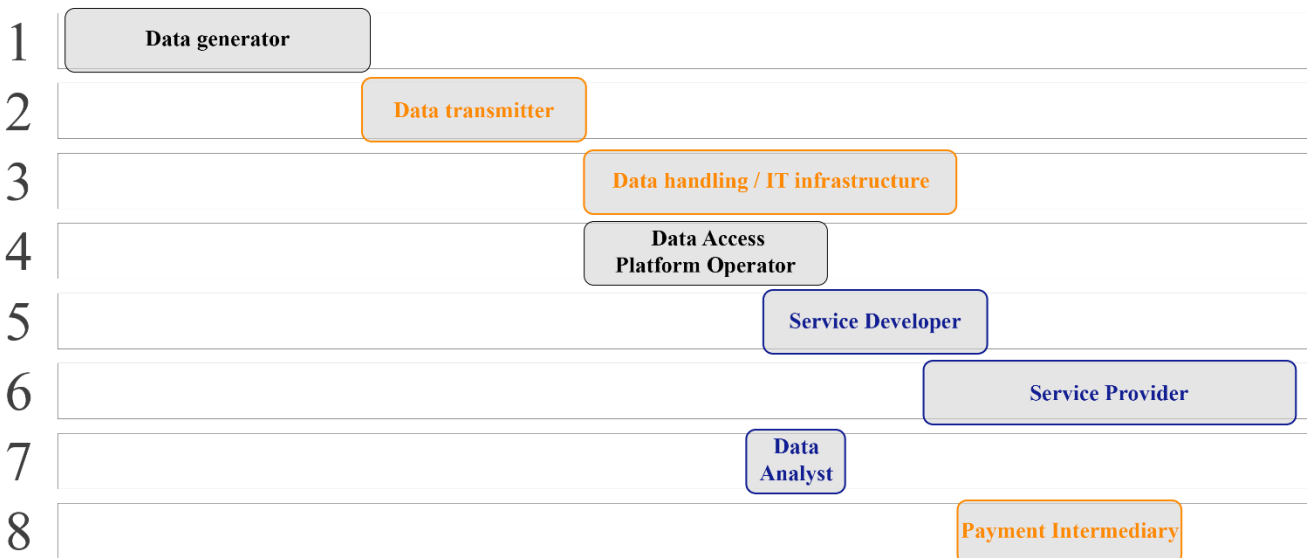 1 Data generator
2 Data transmitter
3 Data handling / IT infrastructure
4 Data Access
Platform Operator
5 Service Developer
6 Service Provider
7 Data
Analyst
8 Payment Intermediary